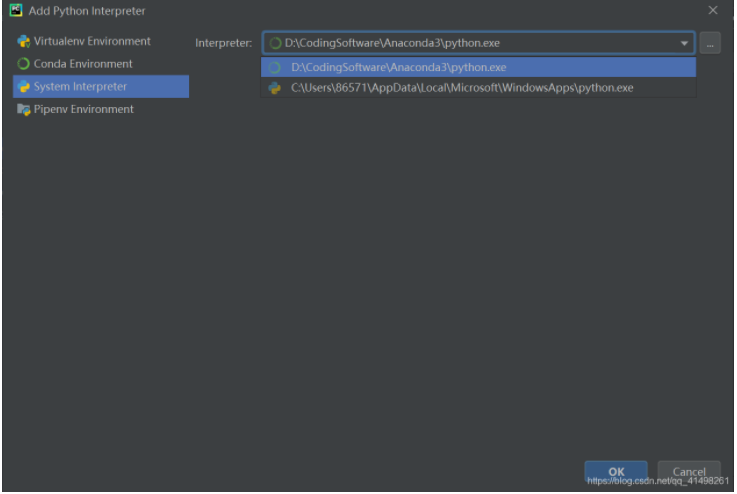 Add Python Interpreter
Virtualenv Environment
Conda Environment
System Interpreter
Pipenv Environment
Interpreter: D:\CodingSoftware\Anaconda3\python.exe ...
D:\CodingSoftware\Anaconda3\python.exe
C:\Users\86571\AppData\Local\Microsoft\WindowsApps\python.exe
OK Cancel
https://blog.csdn.net/qq_41498261